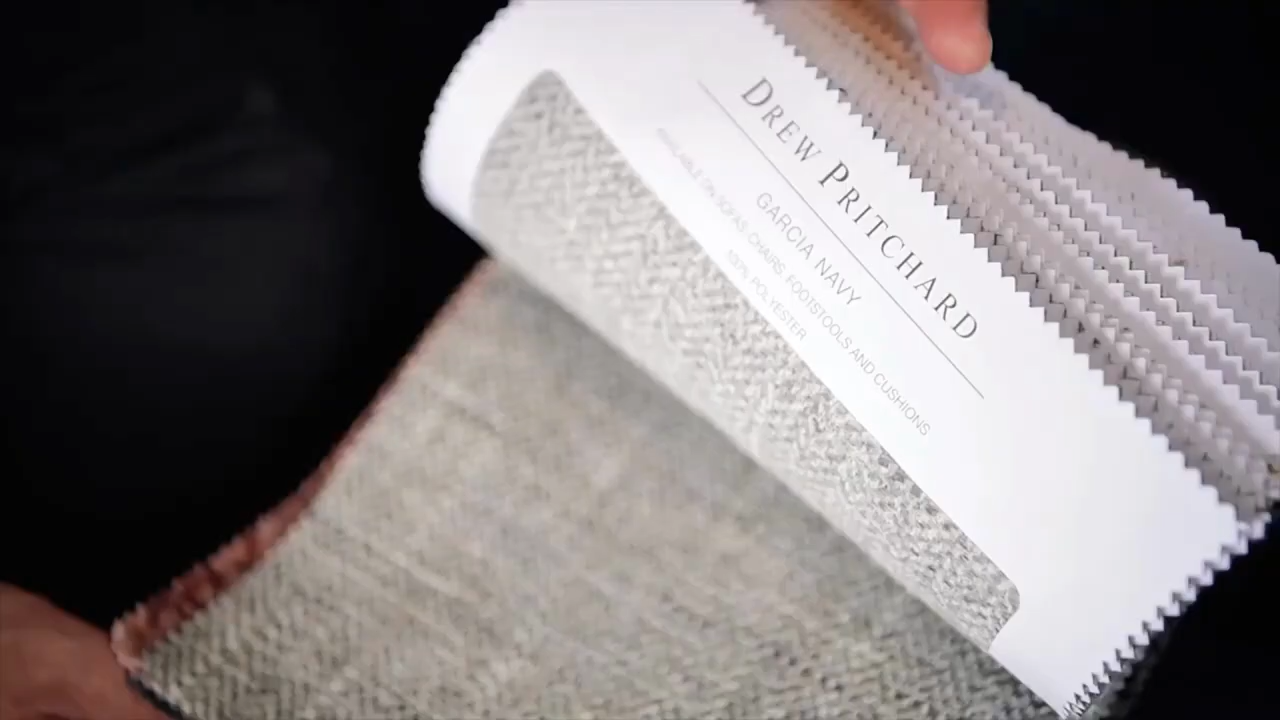 DREW PRITCHARD
GARCIA NAVY
AVAILABLE ON SOFAS, CHAIRS, FOOTSTOOLS AND CUSHIONS
100% POLYESTER